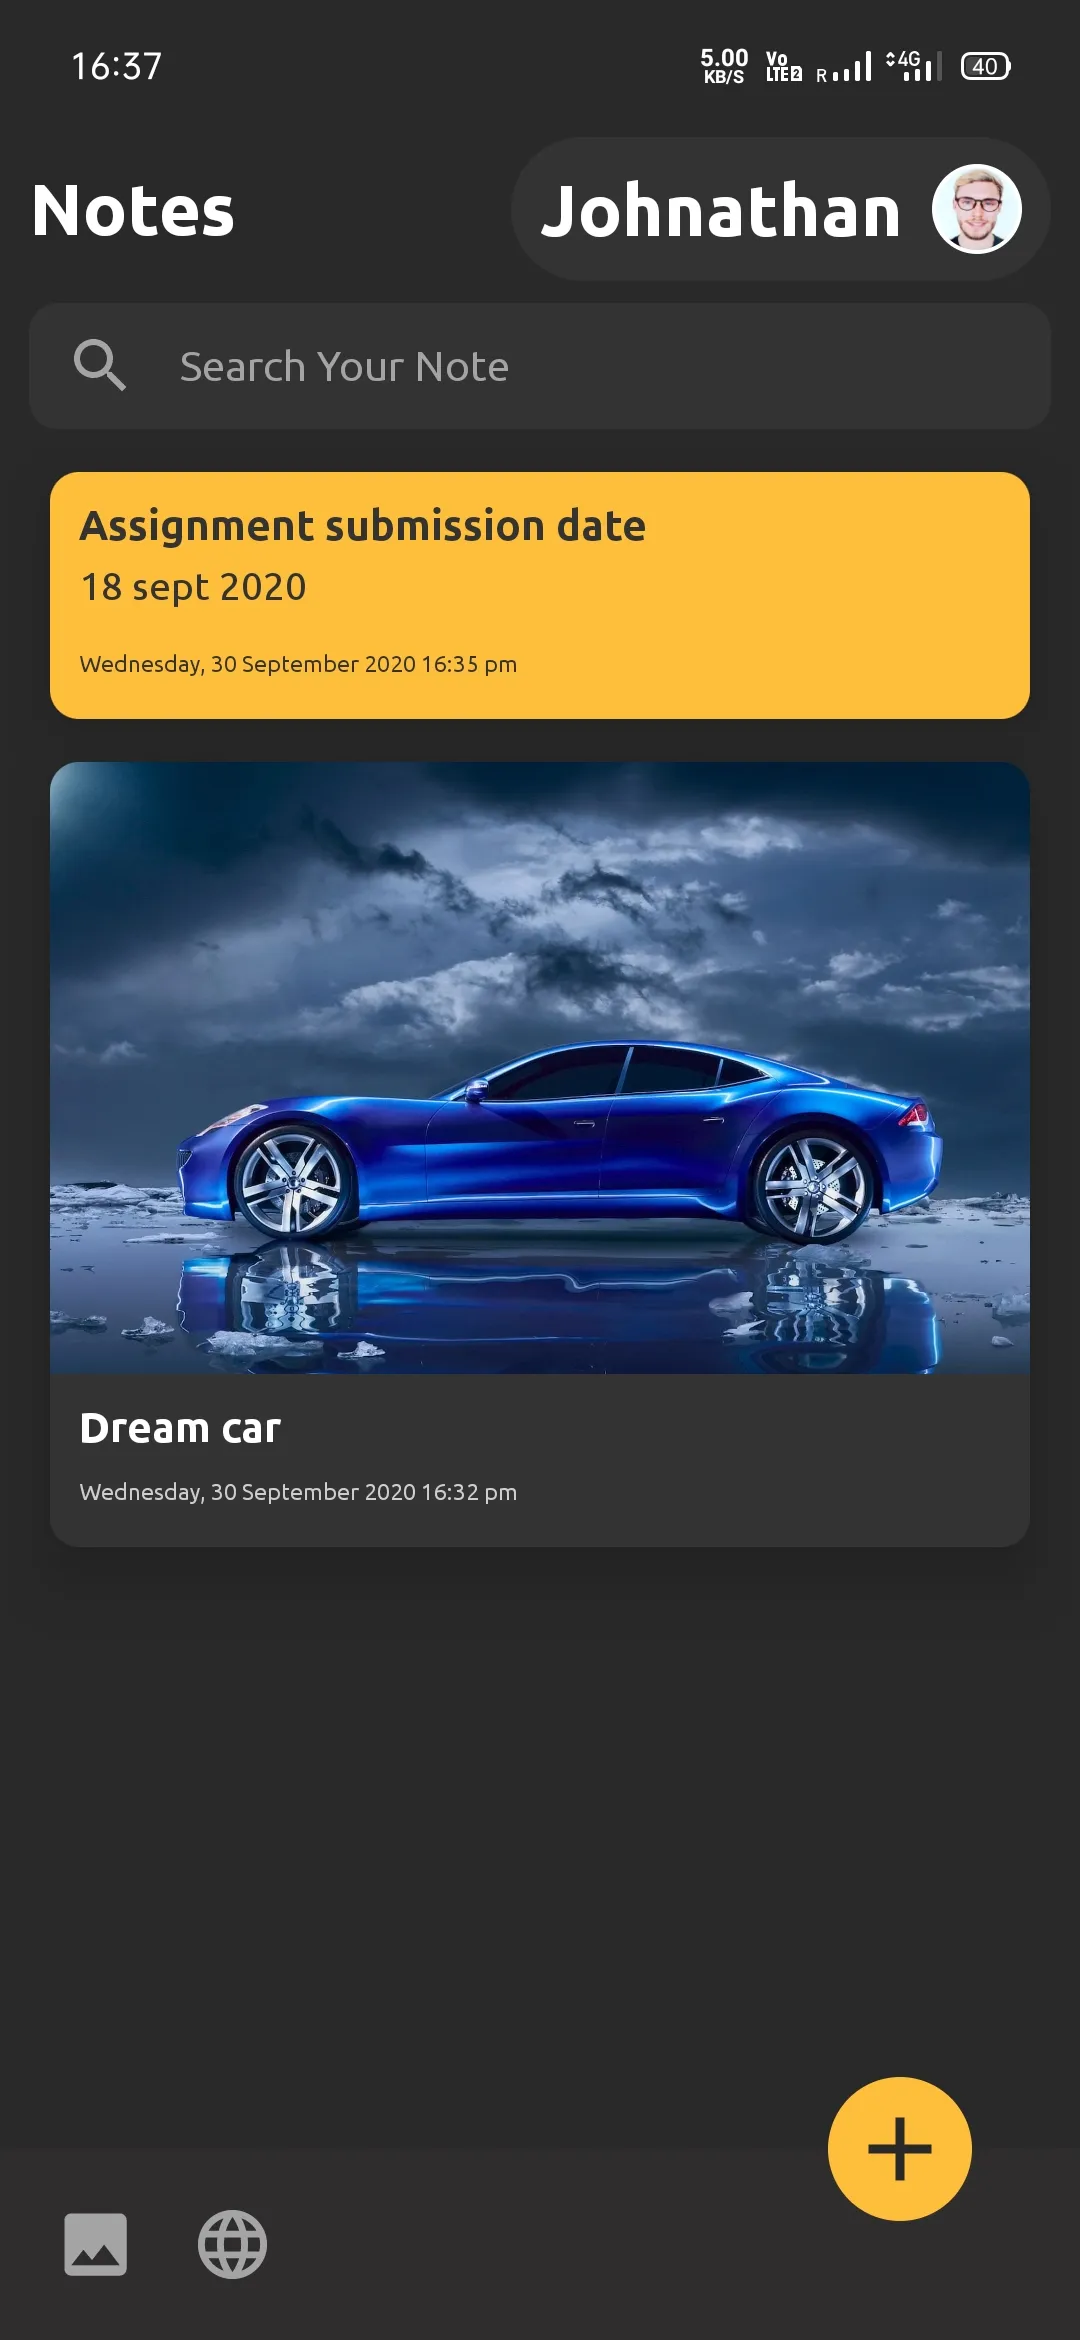 16:37
5.00 KB/S Vo LTE 2 R 4G 40
Notes
Johnathan
Search Your Note
Assignment submission date
18 sept 2020
Wednesday, 30 September 2020 16:35 pm
Dream car
Wednesday, 30 September 2020 16:32 pm